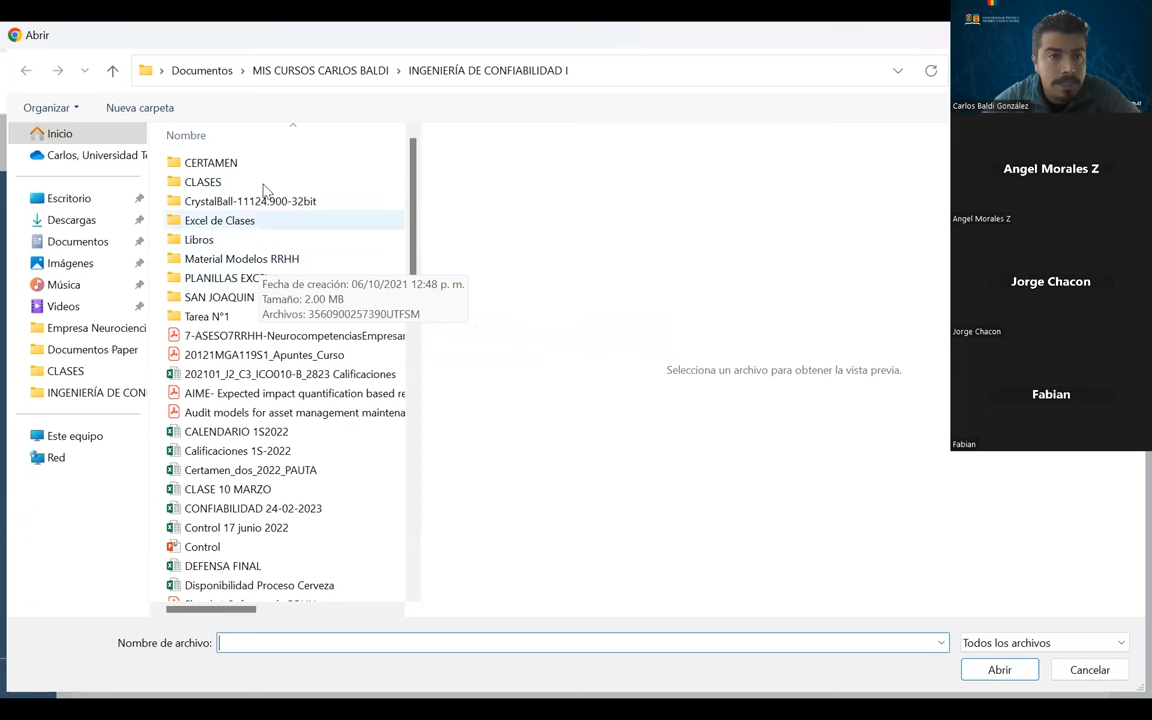 Abrir
Documentos > MIS CURSOS CARLOS BALDI > INGENIERÍA DE CONFIABILIDAD I
Organizar
Nueva carpeta
Inicio
Carlos, Universidad T
Escritorio
Descargas
Documentos
Imágenes
Música
Videos
Empresa Neurocienci
Documentos Paper
CLASES
INGENIERÍA DE CON
Este equipo
Red
Nombre
CERTAMEN
CLASES
CrystalBall-11124.900-32bit
Excel de Clases
Libros
Material Modelos RRHH
PLANILLAS EXCE
SAN JOAQUIN
Tarea N°1
Fecha de creación: 06/10/2021 12:48 p. m.
Tamaño: 2.00 MB
Archivos: 3560900257390UTFSM
7-ASESO7RRHH-NeurocompetenciasEmpresar
20121MGA119S1_Apuntes_Curso
202101_J2_C3_ICO010-B_2823 Calificaciones
AIME- Expected impact quantification based re
Audit models for asset management maintena
CALENDARIO 1S2022
Calificaciones 1S-2022
Certamen_dos_2022_PAUTA
CLASE 10 MARZO
CONFIABILIDAD 24-02-2023
Control 17 junio 2022
Control
DEFENSA FINAL
Disponibilidad Proceso Cerveza
Selecciona un archivo para obtener la vista previa.
Nombre de archivo:
Todos los archivos
Abrir
Cancelar
Carlos Baldi González
Angel Morales Z
Angel Morales Z
Jorge Chacon
Jorge Chacon
Fabian
Fabian